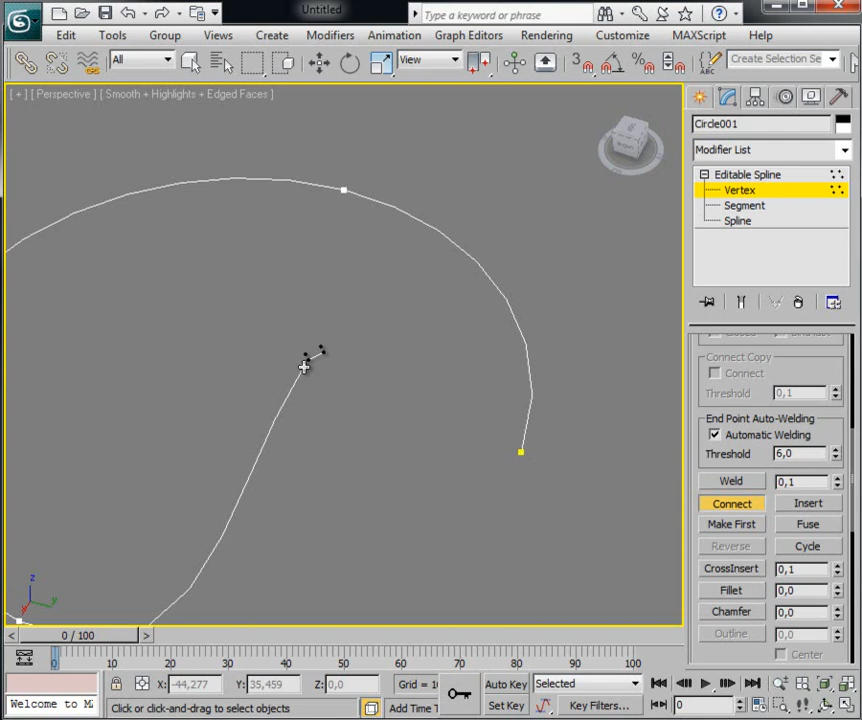 Untitled
Type a keyword or phrase
Edit Tools Group Views Create Modifiers Animation Graph Editors Rendering Customize MAXScript Help
All View 3 Create Selection Se
[ + ] [ Perspective ] [ Smooth + Highlights + Edged Faces ]
Circle001
Modifier List
Editable Spline
Vertex
Segment
Spline
Connect Copy
Connect
Threshold 0,1
End Point Auto-Welding
Automatic Welding
Threshold 6,0
Weld 0,1
Connect Insert
Make First Fuse
Reverse Cycle
CrossInsert 0,1
Fillet 0,0
Chamfer 0,0
Outline 0,0
Center
z
y
< 0 / 100 >
0 10 20 30 40 50 60 70 80 90 100
X: -44,277 Y: 35,459 Z: 0,0 Grid = 1 Auto Key Selected
Welcome to M Click or click-and-drag to select objects Add Time T Set Key Key Filters... 0